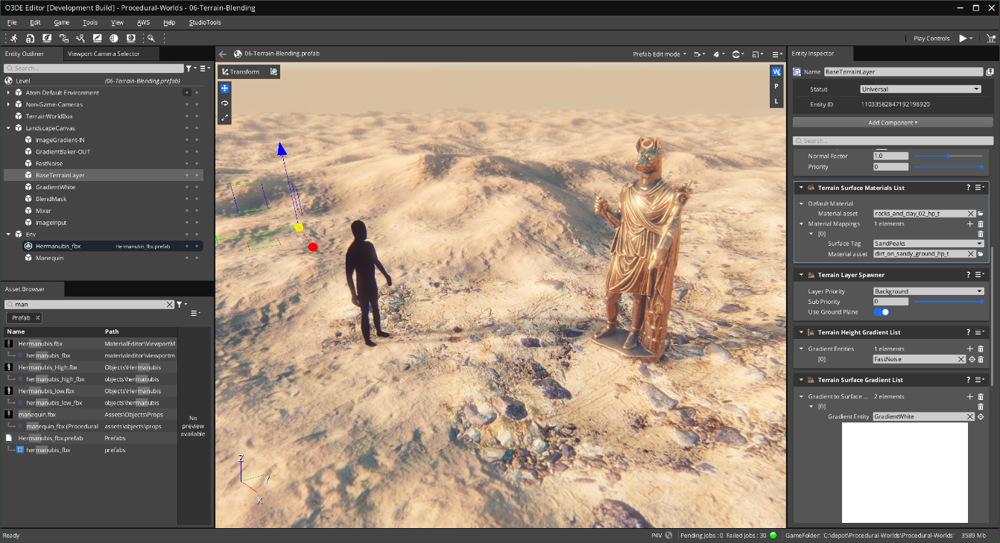 O3DE Editor [Development Build] - Procedural-Worlds - 06-Terrain-Blending
File Edit Game Tools View AWS Help StudioTools
Play Controls
Entity Outliner Viewport Camera Selector
Search...
Level (06-Terrain-Blending.prefab)
Atom Default Environment
Non-Game-Cameras
TerrainWorldBox
LandscapeCanvas
ImageGradient-IN
GradientBaker-OUT
FastNoise
BaseTerrainLayer
GradientWhite
BlendMask
Mixer
ImageInput
Env
Hermanubis_fbx Hermanubis_fbx.prefab
Manequin
Asset Browser
man
Prefab X
Name Path
Hermanubis.fbx MaterialEditor\ViewportM
hermanubis_fbx materialeditor\viewportm
Hermanubis_High.fbx Objects\Hermanubis
hermanubis_high_fbx objects\hermanubis
Hermanubis_low.fbx Objects\Hermanubis
hermanubis_low_fbx objects\hermanubis
manequin.fbx Assets\Objects\Props
manequin_fbx (Procedural assets\objects\props
Hermanubis_fbx.prefab Prefabs
hermanubis_fbx prefabs
No
preview
available
06-Terrain-Blending.prefab Prefab Edit mode
Transform
W
P
L
Z
Y
X
Entity Inspector
Name BaseTerrainLayer
Status Universal
Entity ID 11033582847192198920
Add Component
Search...
Normal Factor 1.0
Priority 0
Terrain Surface Materials List ?
Default Material
Material asset rocks_and_clay_02_hp_t
Material Mappings 1 elements
[0]
Surface Tag SandPeaks
Material asset dirt_on_sandy_ground_hp_t
Terrain Layer Spawner ?
Layer Priority Background
Sub Priority 0
Use Ground Plane
Terrain Height Gradient List ?
Gradient Entities 1 elements
[0] FastNoise
Terrain Surface Gradient List ?
Gradient to Surface ... 2 elements
[0]
Gradient Entity GradientWhite
Ready P4V Pending Jobs : 0 Failed Jobs : 30 GameFolder: 'C:\depot\Procedural-Worlds\Procedural-Worlds' 3589 Mb